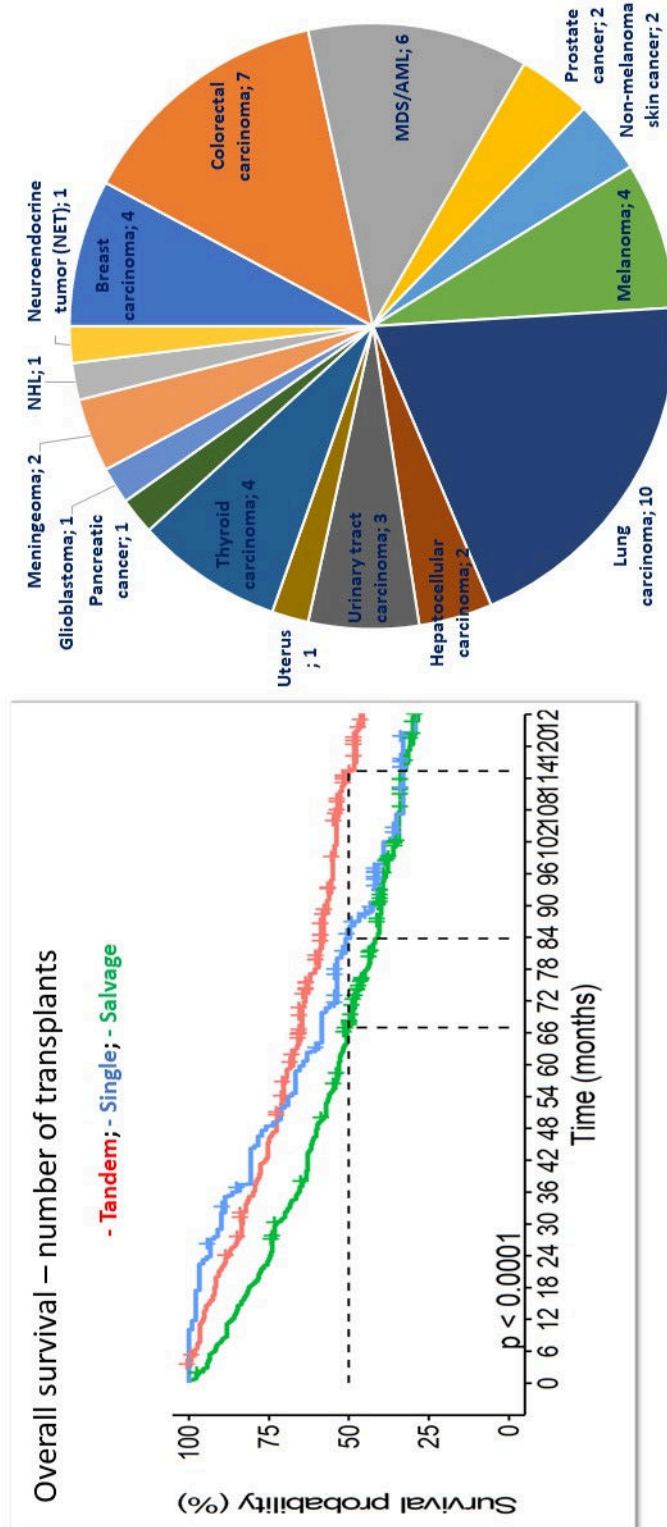 Overall survival – number of transplants
- Tandem; - Single; - Salvage
Survival probability (%)
100
75
50
25
0
p < 0.0001
0 6 12 18 24 30 36 42 48 54 60 66 72 78 84 90 96 10210811412012
Time (months)
Neuroendocrine
tumor (NET); 1
NHL; 1
Meningeoma; 2
Glioblastoma; 1
Pancreatic
cancer; 1
Thyroid
carcinoma; 4
Uterus
; 1
Urinary tract
carcinoma; 3
Hepatocellular
carcinoma; 2
Lung
carcinoma; 10
Melanoma; 4
Non-melanoma
skin cancer; 2
Prostate
cancer; 2
MDS/AML; 6
Colorectal
carcinoma; 7
Breast
carcinoma; 4